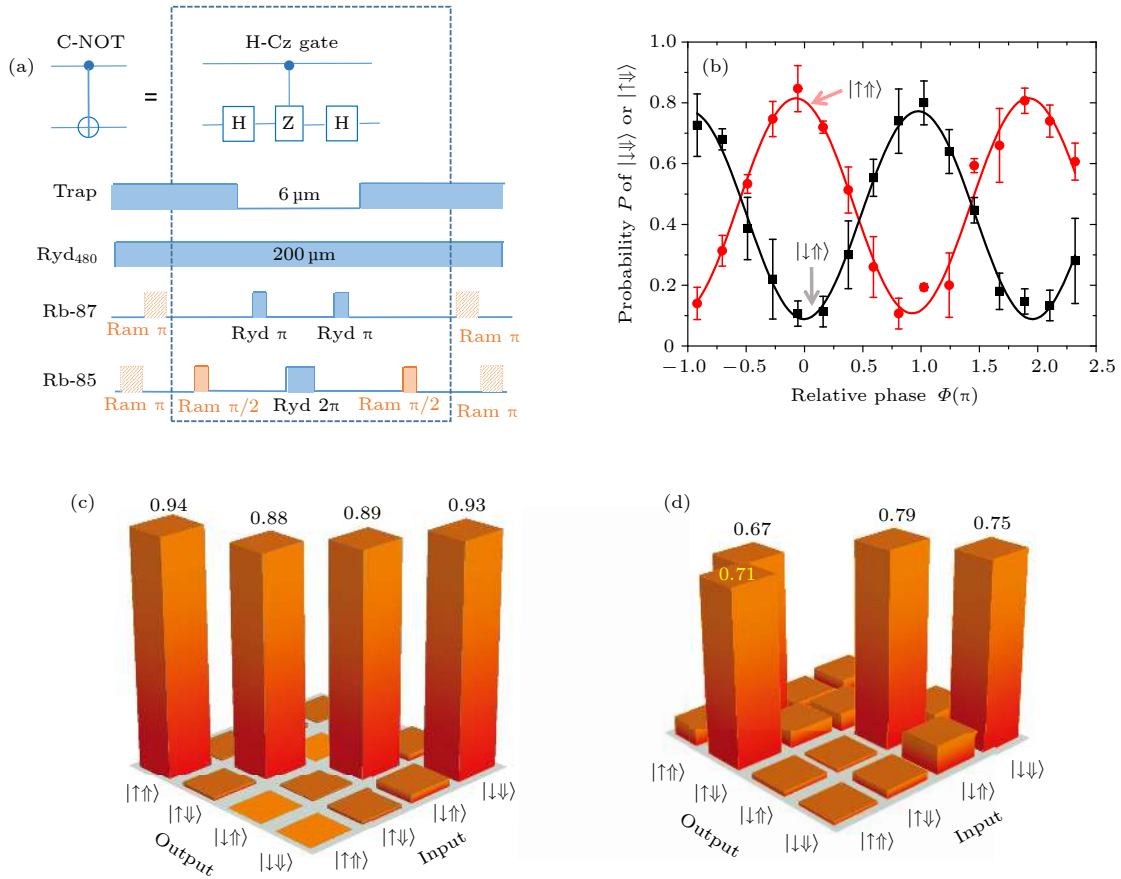 (a)
C-NOT
=
H-Cz gate
H
Z
H
Trap
6 μm
Ryd480
200 μm
Rb-87
Ram π
Ryd π
Ryd π
Ram π
Rb-85
Ram π
Ram π/2
Ryd 2π
Ram π/2
Ram π
(b)
Probability P of |↓⇓⟩ or |↑⇓⟩
1.0
0.8
0.6
0.4
0.2
0
|↑⇑⟩
|↓⇑⟩
−1.0 −0.5 0 0.5 1.0 1.5 2.0 2.5
Relative phase Φ(π)
(c)
0.94
0.88
0.89
0.93
|↑⇑⟩
|↑⇓⟩
|↓⇑⟩
|↓⇓⟩
Output
|↑⇑⟩
|↑⇓⟩
|↓⇑⟩
|↓⇓⟩
Input
(d)
0.67
0.71
0.79
0.75
|↑⇑⟩
|↑⇓⟩
|↓⇑⟩
|↓⇓⟩
Output
|↑⇑⟩
|↑⇓⟩
|↓⇑⟩
|↓⇓⟩
Input